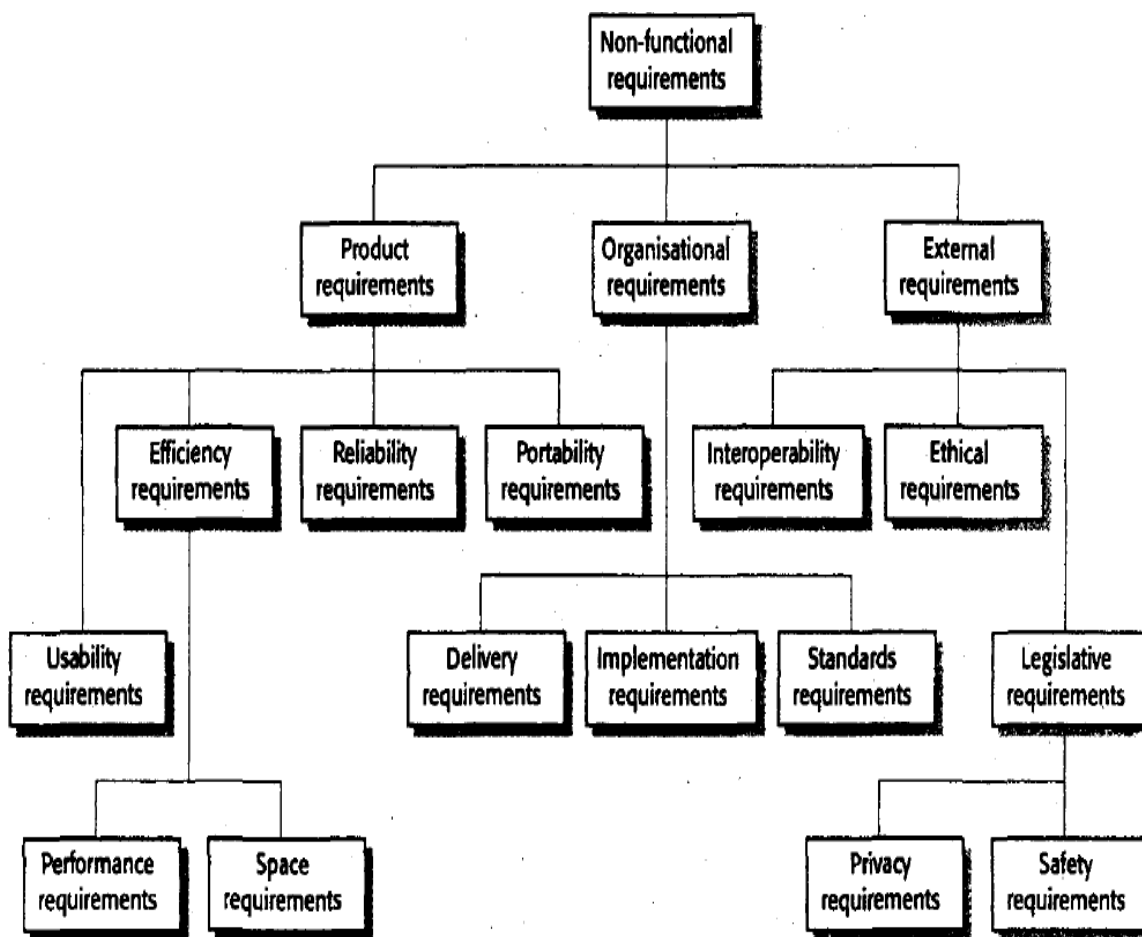 Non-functional
requirements
Product
requirements
Organisational
requirements
External
requirements
Efficiency
requirements
Reliability
requirements
Portability
requirements
Interoperability
requirements
Ethical
requirements
Usability
requirements
Delivery
requirements
Implementation
requirements
Standards
requirements
Legislative
requirements
Performance
requirements
Space
requirements
Privacy
requirements
Safety
requirements